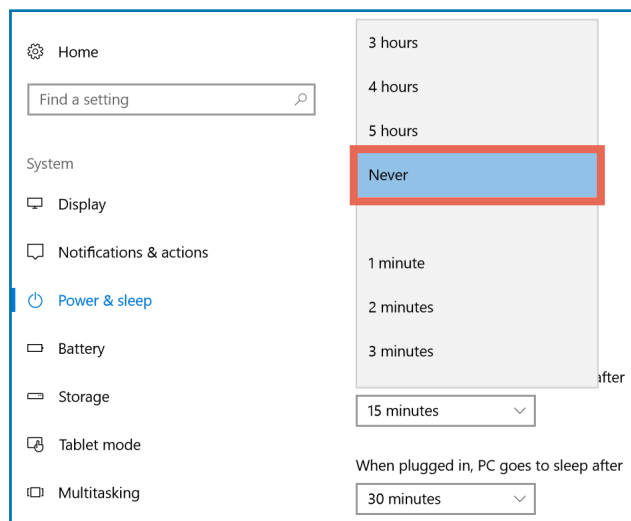 Home
Find a setting
System
Display
Notifications & actions
Power & sleep
Battery
Storage
Tablet mode
Multitasking
3 hours
4 hours
5 hours
Never
1 minute
2 minutes
3 minutes
after
15 minutes
When plugged in, PC goes to sleep after
30 minutes